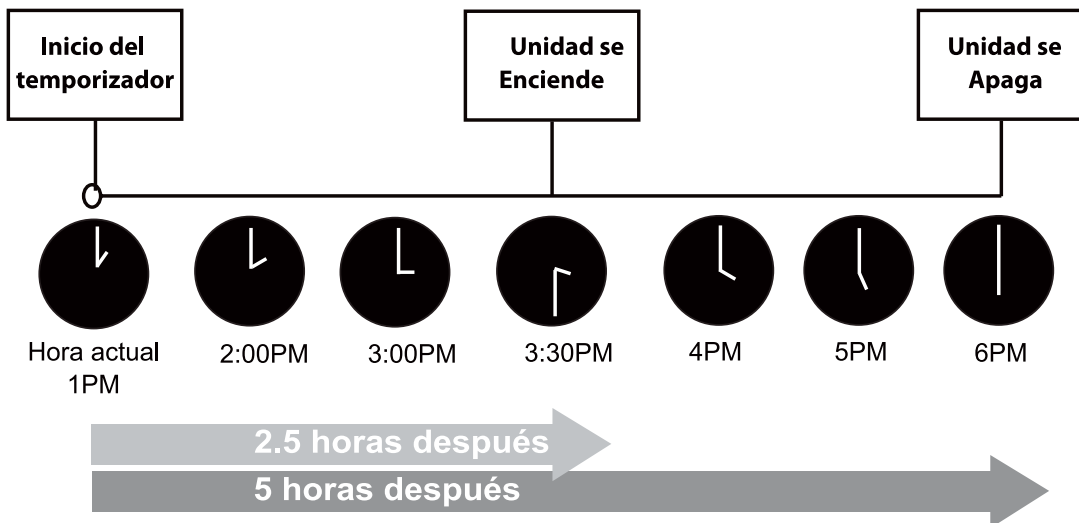 Inicio del
temporizador
Unidad se
Enciende
Unidad se
Apaga
Hora actual
1PM
2:00PM
3:00PM
3:30PM
4PM
5PM
6PM
2.5 horas después
5 horas después